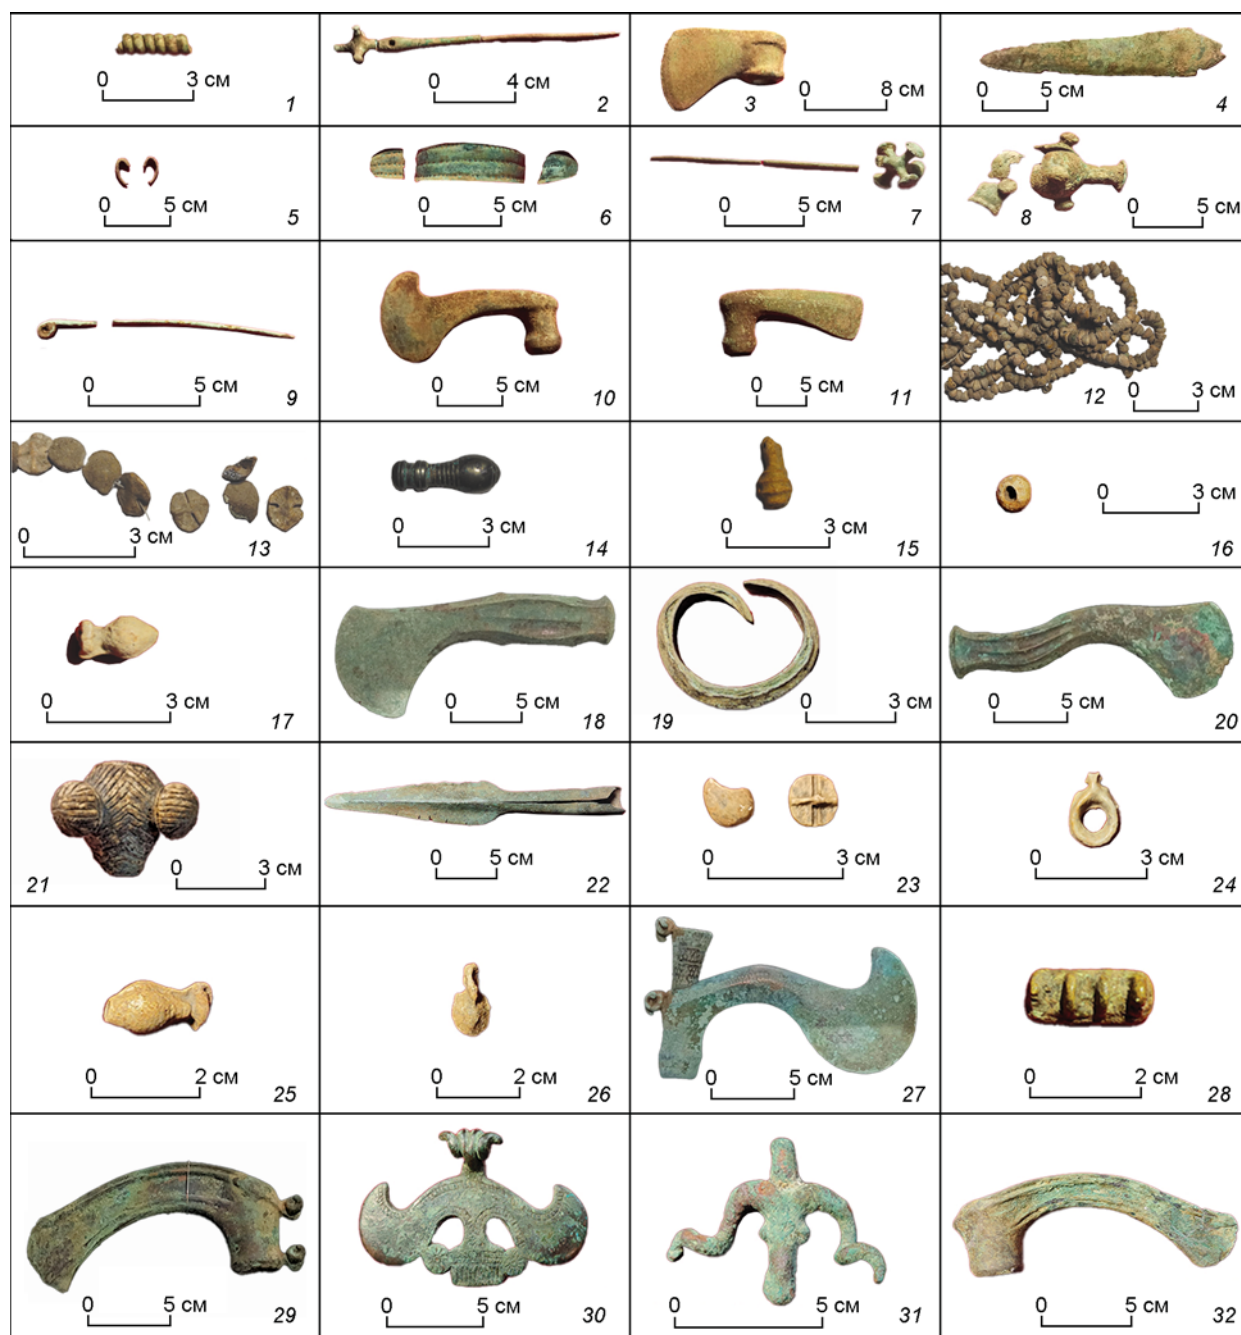 0 3 см 1
0 4 см 2
0 8 см 3
0 5 см 4
0 5 см 5
0 5 см 6
0 5 см 7
0 5 см 8
0 5 см 9
0 5 см 10
0 5 см 11
0 3 см 12
0 3 см 13
0 3 см 14
0 3 см 15
0 3 см 16
0 3 см 17
0 5 см 18
0 3 см 19
0 5 см 20
0 3 см 21
0 5 см 22
0 3 см 23
0 3 см 24
0 2 см 25
0 2 см 26
0 5 см 27
0 2 см 28
0 5 см 29
0 5 см 30
0 5 см 31
0 5 см 32